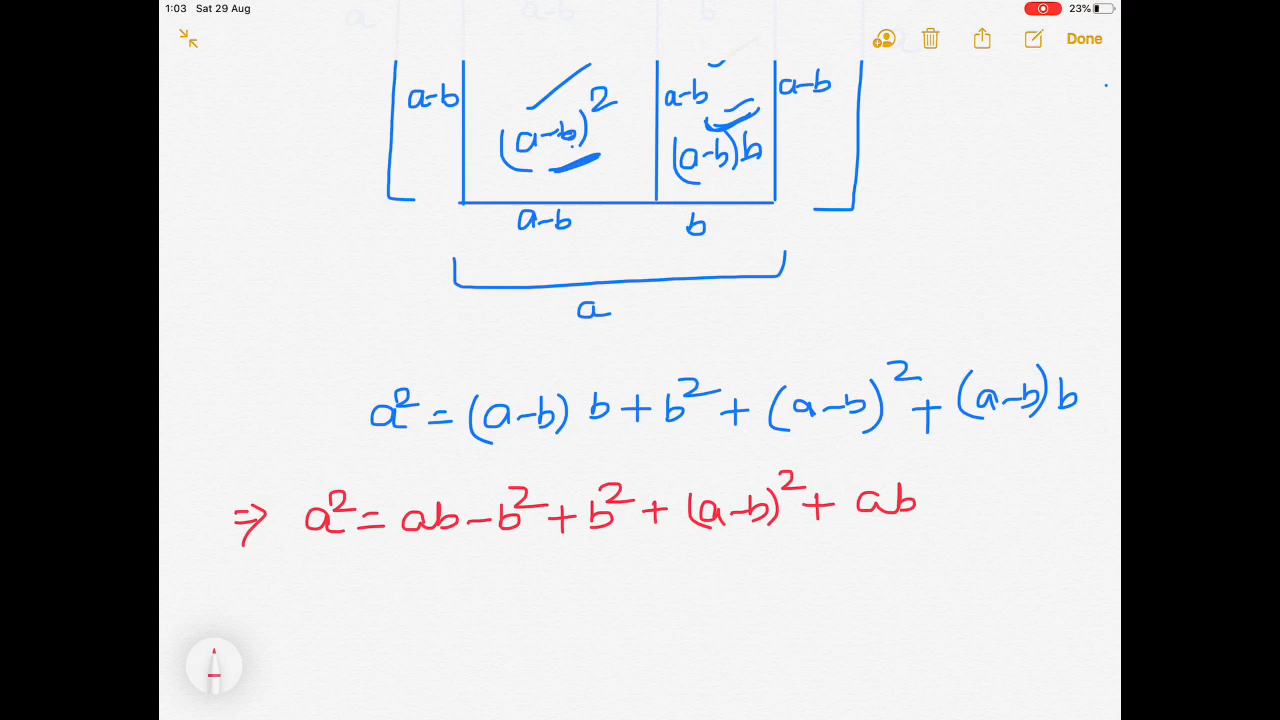 1:03 Sat 29 Aug 23%
a a-b b
Done
a-b (a-b)² a-b a-b
(a-b)b
a-b b
a
a² = (a-b) b + b² + (a-b)² + (a-b) b
⇒ a² = ab - b² + b² + (a-b)² + ab